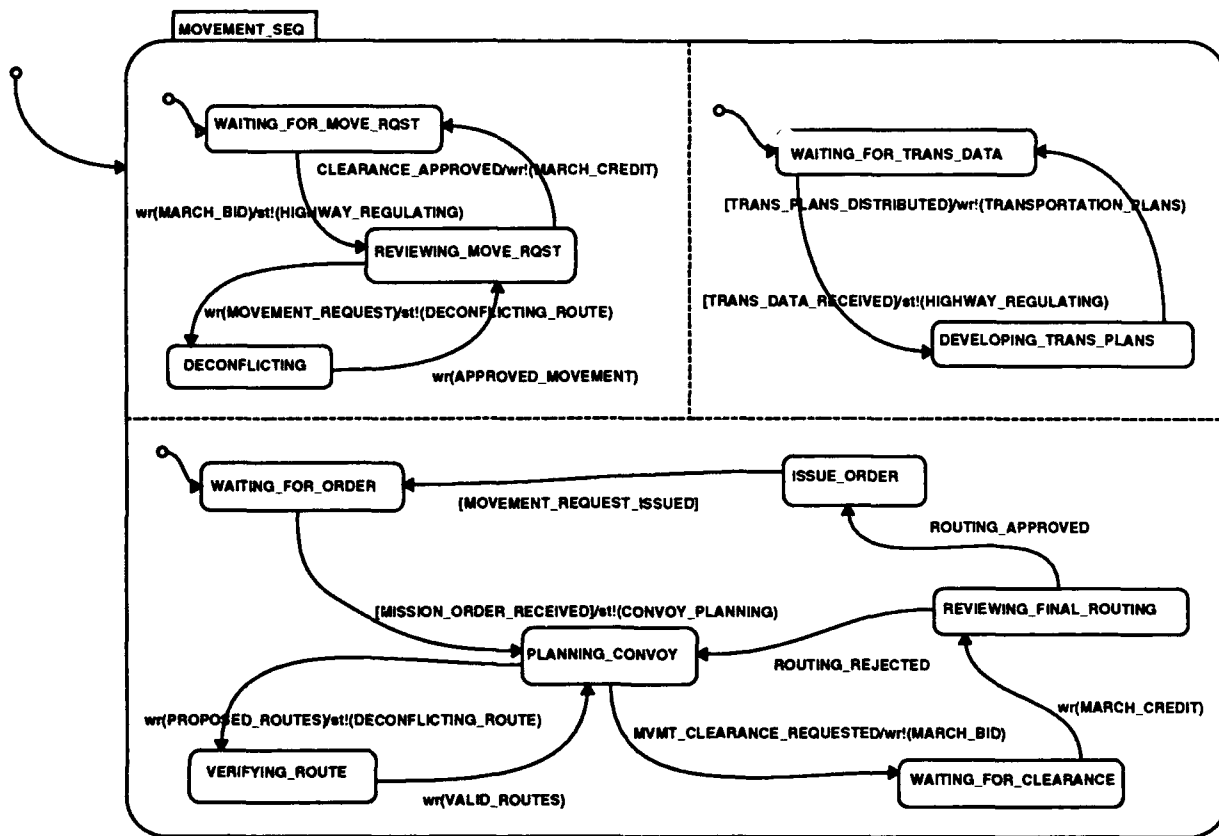 MOVEMENT_SEQ
WAITING_FOR_MOVE_RQST
CLEARANCE_APPROVED/wr!(MARCH_CREDIT)
wr(MARCH_BID)/st!(HIGHWAY_REGULATING)
REVIEWING_MOVE_RQST
wr(MOVEMENT_REQUEST)/st!(DECONFLICTING_ROUTE)
DECONFLICTING
wr(APPROVED_MOVEMENT)
WAITING_FOR_TRANS_DATA
[TRANS_PLANS_DISTRIBUTED]/wr!(TRANSPORTATION_PLANS)
[TRANS_DATA_RECEIVED]/st!(HIGHWAY_REGULATING)
DEVELOPING_TRANS_PLANS
WAITING_FOR_ORDER
ISSUE_ORDER
[MOVEMENT_REQUEST_ISSUED]
ROUTING_APPROVED
[MISSION_ORDER_RECEIVED]/st!(CONVOY_PLANNING)
REVIEWING_FINAL_ROUTING
PLANNING_CONVOY
ROUTING_REJECTED
wr(PROPOSED_ROUTES)/st!(DECONFLICTING_ROUTE)
MVMT_CLEARANCE_REQUESTED/wr!(MARCH_BID)
wr(MARCH_CREDIT)
VERIFYING_ROUTE
WAITING_FOR_CLEARANCE
wr(VALID_ROUTES)